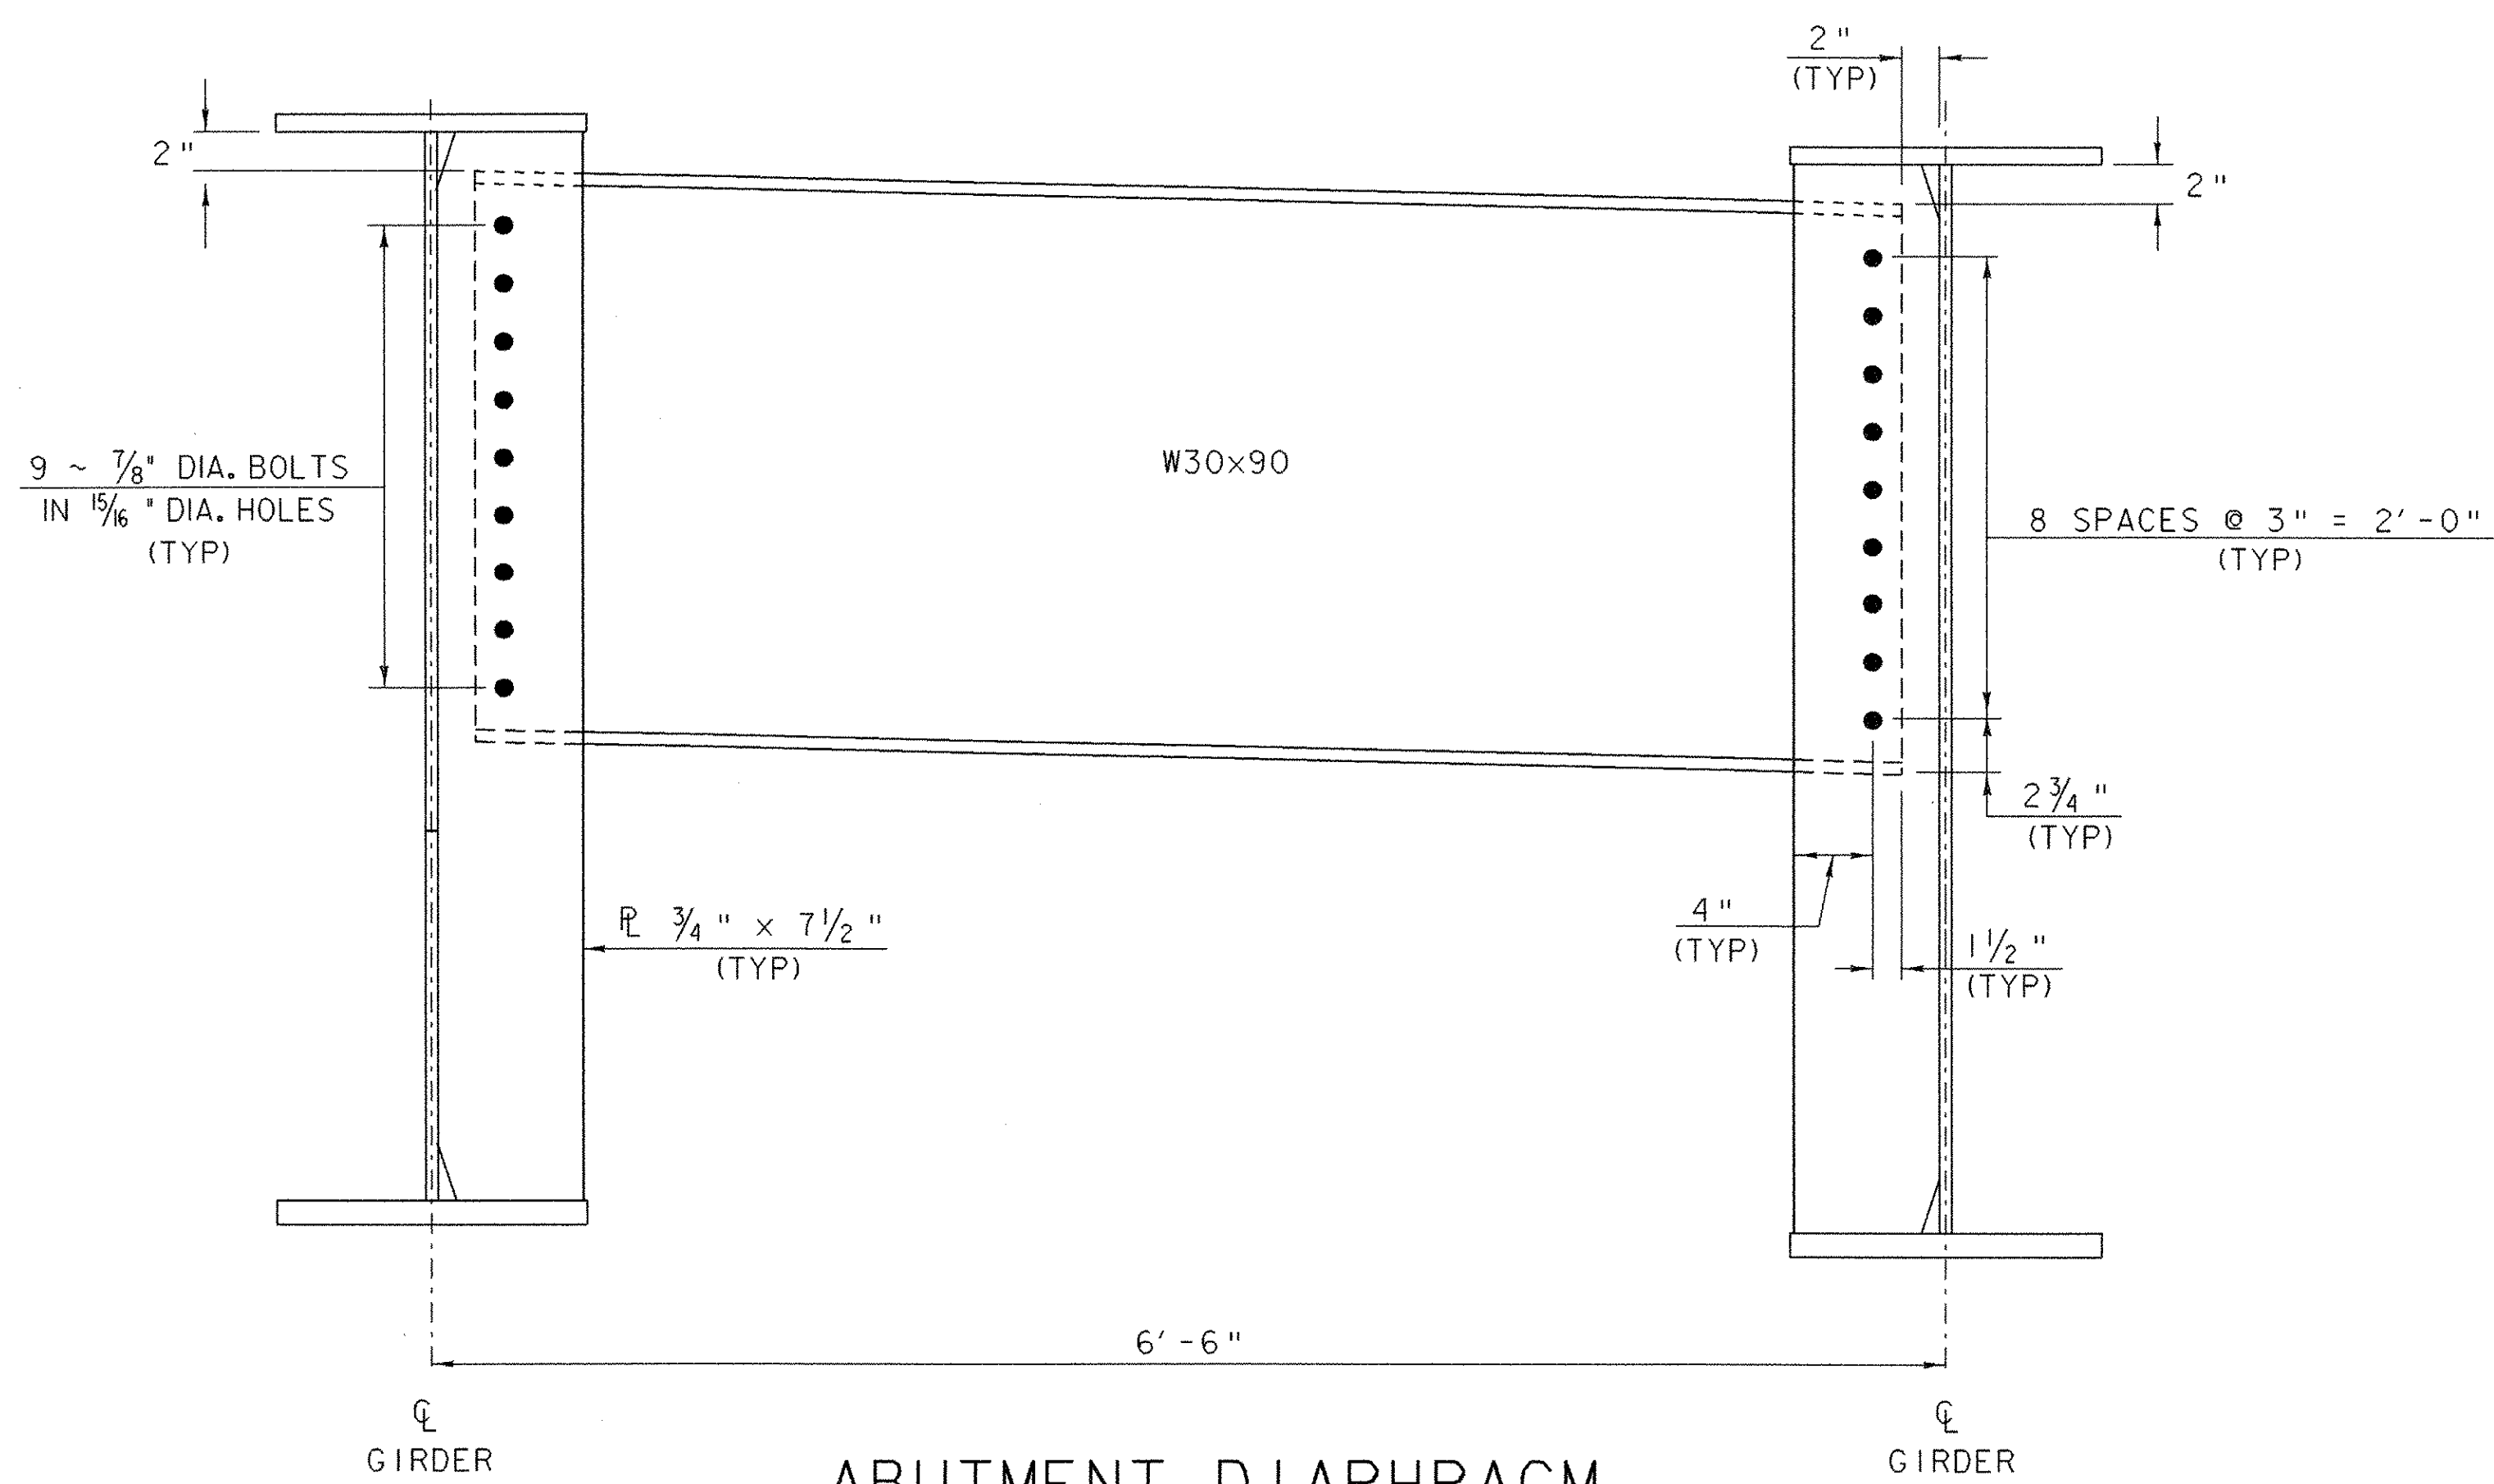 2"
(TYP)
2"
2"
9 ~ 7/8" DIA. BOLTS
IN 15/16 " DIA. HOLES
(TYP)
W30x90
8 SPACES @ 3" = 2'-0"
(TYP)
2 3/4 "
(TYP)
4"
(TYP)
1 1/2 "
(TYP)
℄ GIRDER
PL 3/4 " x 7 1/2 "
(TYP)
6'-6"
℄
GIRDER
ABUTMENT DIAPHRAGM